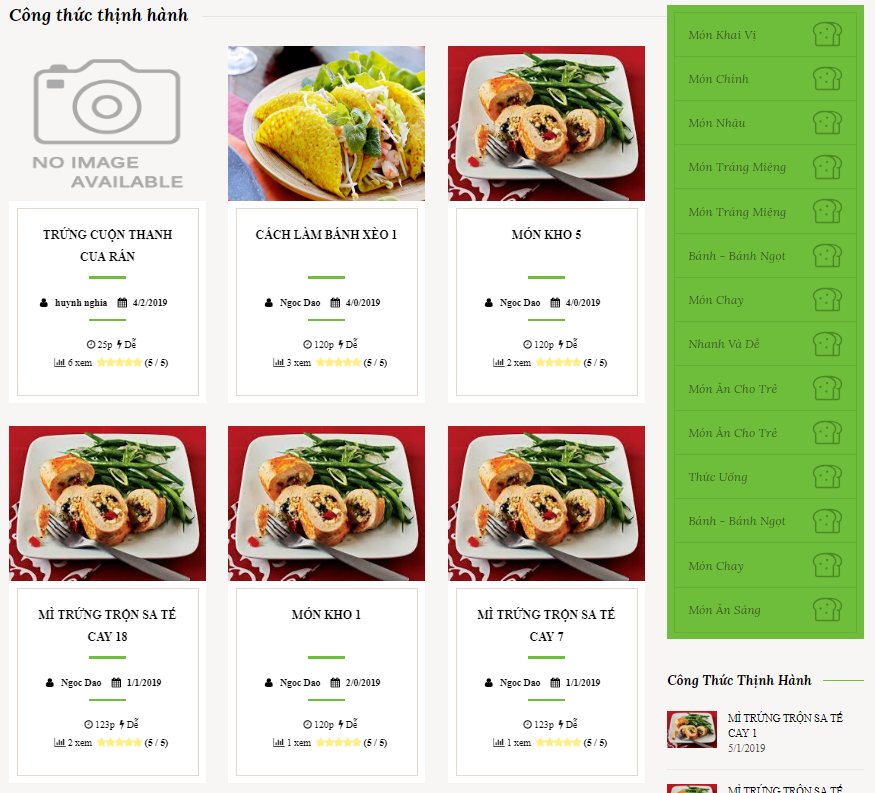 Công thức thịnh hành
NO IMAGE
AVAILABLE
TRỨNG CUỘN THANH
CUA RÁN
huynh nghia 4/2/2019
25p Dễ
6 xem (5 / 5)
CÁCH LÀM BÁNH XÈO 1
Ngoc Dao 4/0/2019
120p Dễ
3 xem (5 / 5)
MÓN KHO 5
Ngoc Dao 4/0/2019
120p Dễ
2 xem (5 / 5)
MÌ TRỨNG TRỘN SA TẾ
CAY 18
Ngoc Dao 1/1/2019
123p Dễ
2 xem (5 / 5)
MÓN KHO 1
Ngoc Dao 2/0/2019
120p Dễ
1 xem (5 / 5)
MÌ TRỨNG TRỘN SA TẾ
CAY 7
Ngoc Dao 1/1/2019
123p Dễ
1 xem (5 / 5)
Món Khai Vị
Món Chính
Món Nhậu
Món Tráng Miệng
Món Tráng Miệng
Bánh - Bánh Ngọt
Món Chay
Nhanh Và Dễ
Món Ăn Cho Trẻ
Món Ăn Cho Trẻ
Thức Uống
Bánh - Bánh Ngọt
Món Chay
Món Ăn Sáng
Công Thức Thịnh Hành
MÌ TRỨNG TRỘN SA TẾ
CAY 1
5/1/2019
MÌ TRỨNG TRỘN SA TẾ